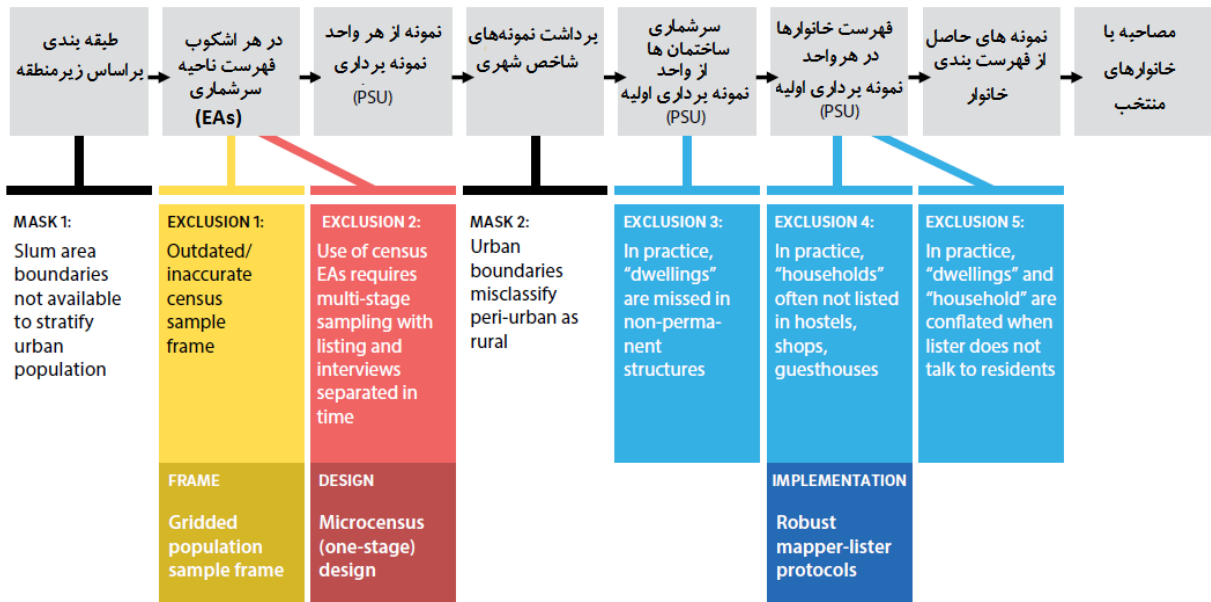 طبقه بندی
براساس زیرمنطقه
در هر اشکوب
فهرست ناحیه
سرشماری
(EAs)
نمونه از هر واحد
نمونه برداری
(PSU)
برداشت نمونه‌های
شاخص شهری
سرشماری
ساختمان ها
از واحد
نمونه برداری اولیه
(PSU)
فهرست خانوارها
در هر واحد
نمونه برداری اولیه
(PSU)
نمونه های حاصل
از فهرست بندی
خانوار
مصاحبه با
خانوارهای
منتخب
MASK 1:
Slum area
boundaries
not available
to stratify
urban
population
EXCLUSION 1:
Outdated/
inaccurate
census
sample
frame
EXCLUSION 2:
Use of census
EAs requires
multi-stage
sampling with
listing and
interviews
separated in
time
MASK 2:
Urban
boundaries
misclassify
peri-urban as
rural
EXCLUSION 3:
In practice,
“dwellings”
are missed in
non-perma-
nent
structures
EXCLUSION 4:
In practice,
“households”
often not listed
in hostels,
shops,
guesthouses
EXCLUSION 5:
In practice,
“dwellings” and
“household” are
conflated when
lister does not
talk to residents
FRAME
Gridded
population
sample frame
DESIGN
Microcensus
(one-stage)
design
IMPLEMENTATION
Robust
mapper-lister
protocols